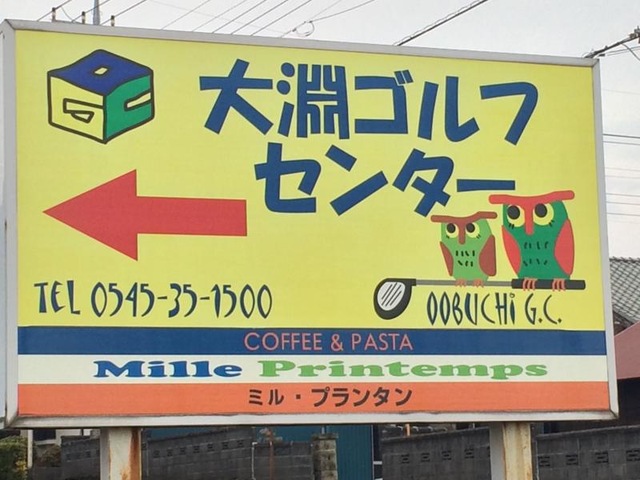 大淵ゴルフ
センター
TEL 0545-35-1500
OOBUCHi G.C.
COFFEE & PASTA
Mille Printemps
ミル・プランタン